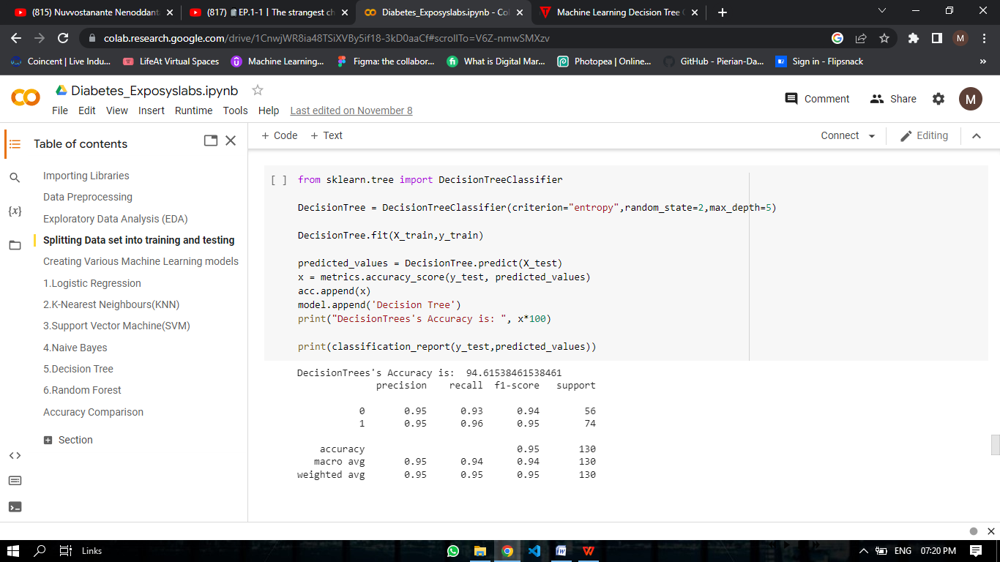 (815) Nuvvostanante Nenoddant
(817) EP.1-1 | The strangest ch
Diabetes_Exposyslabs.ipynb - Col
Machine Learning Decision Tree C
colab.research.google.com/drive/1CnwjWR8ia48TSiXVBy5if18-3kD0aaCf#scrollTo=V6Z-nmwSMXzv
M
Coincent | Live Indu...
LifeAt Virtual Spaces
Machine Learning...
Figma: the collabor...
What is Digital Mar...
Photopea | Online...
GitHub - Pierian-Da...
Sign in - Flipsnack
»
Diabetes_Exposyslabs.ipynb
File Edit View Insert Runtime Tools Help Last edited on November 8
Comment
Share
M
Table of contents
Importing Libraries
Data Preprocessing
Exploratory Data Analysis (EDA)
Splitting Data set into training and testing
Creating Various Machine Learning models
1.Logistic Regression
2.K-Nearest Neighbours(KNN)
3.Support Vector Machine(SVM)
4.Naive Bayes
5.Decision Tree
6.Random Forest
Accuracy Comparison
Section
{x}
<>
+ Code + Text
Connect
Editing
[ ] from sklearn.tree import DecisionTreeClassifier
DecisionTree = DecisionTreeClassifier(criterion="entropy",random_state=2,max_depth=5)
DecisionTree.fit(X_train,y_train)
predicted_values = DecisionTree.predict(X_test)
x = metrics.accuracy_score(y_test, predicted_values)
acc.append(x)
model.append('Decision Tree')
print("DecisionTrees's Accuracy is: ", x*100)
print(classification_report(y_test,predicted_values))
DecisionTrees's Accuracy is:  94.61538461538461
precision recall f1-score support
0 0.95 0.93 0.94 56
1 0.95 0.96 0.95 74
accuracy 0.95 130
macro avg 0.95 0.94 0.94 130
weighted avg 0.95 0.95 0.95 130
Links
ENG
07:20 PM